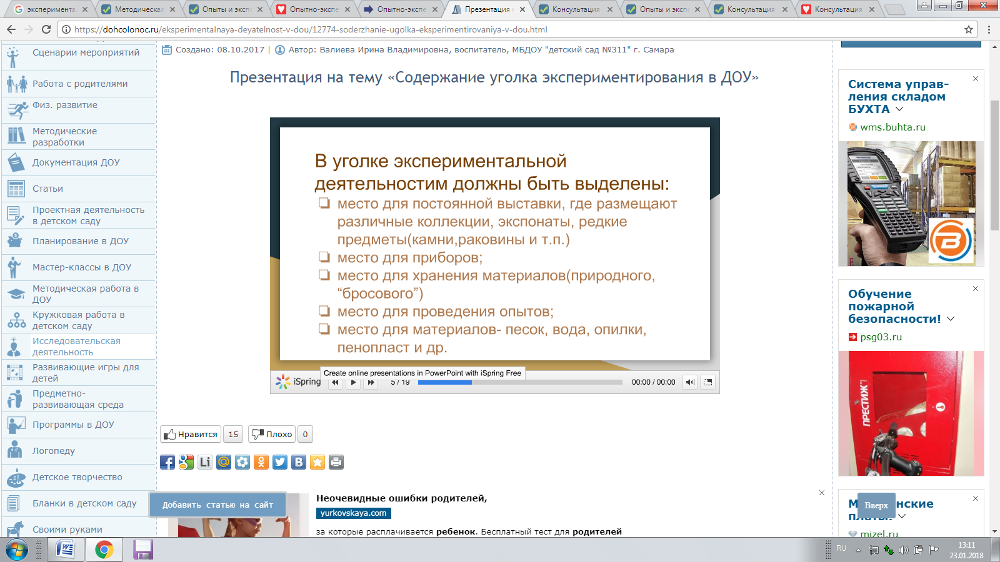 эксперимента
Методическая
Опыты и эксп
Опытно-экспе
Опытно-экспе
Презентация н
Консультация
Опыты и эксп
Консультация
Консультация
https://dohcolonoc.ru/eksperimentalnaya-deyatelnost-v-dou/12774-soderzhanie-ugolka-eksperimentirovaniya-v-dou.html
Сценарии мероприятий
Работа с родителями
Физ. развитие
Методические
разработки
Документация ДОУ
Статьи
Проектная деятельность
в детском саду
Планирование в ДОУ
Мастер-классы в ДОУ
Методическая работа в
ДОУ
Кружковая работа в
детском саду
Исследовательская
деятельность
Развивающие игры для
детей
Предметно-
развивающая среда
Программы в ДОУ
Логопеду
Детское творчество
Бланки в детском саду
Своими руками
Создано: 08.10.2017 | Автор: Валиева Ирина Владимировна, воспитатель, МБДОУ "детский сад №311" г. Самара
Презентация на тему «Содержание уголка экспериментирования в ДОУ»
В уголке экспериментальной
деятельностим должны быть выделены:
❏ место для постоянной выставки, где размещают
различные коллекции, экспонаты, редкие
предметы(камни,раковины и т.п.)
❏ место для приборов;
❏ место для хранения материалов(природного,
“бросового”)
❏ место для проведения опытов;
❏ место для материалов- песок, вода, опилки,
пенопласт и др.
Create online presentations in PowerPoint with iSpring Free
iSpring
5 / 19
00:00 / 00:00
Нравится 15 Плохо 0
Li
Добавить статью на сайт
Неочевидные ошибки родителей,
yurkovskaya.com
за которые расплачивается ребенок. Бесплатный тест для родителей
Система управ-
ления складом
БУХТА
wms.buhta.ru
Обучение
пожарной
безопасности!
psg03.ru
ПРЕСТИЖ
Вверх
mizel.ru
RU
13:11
23.01.2018